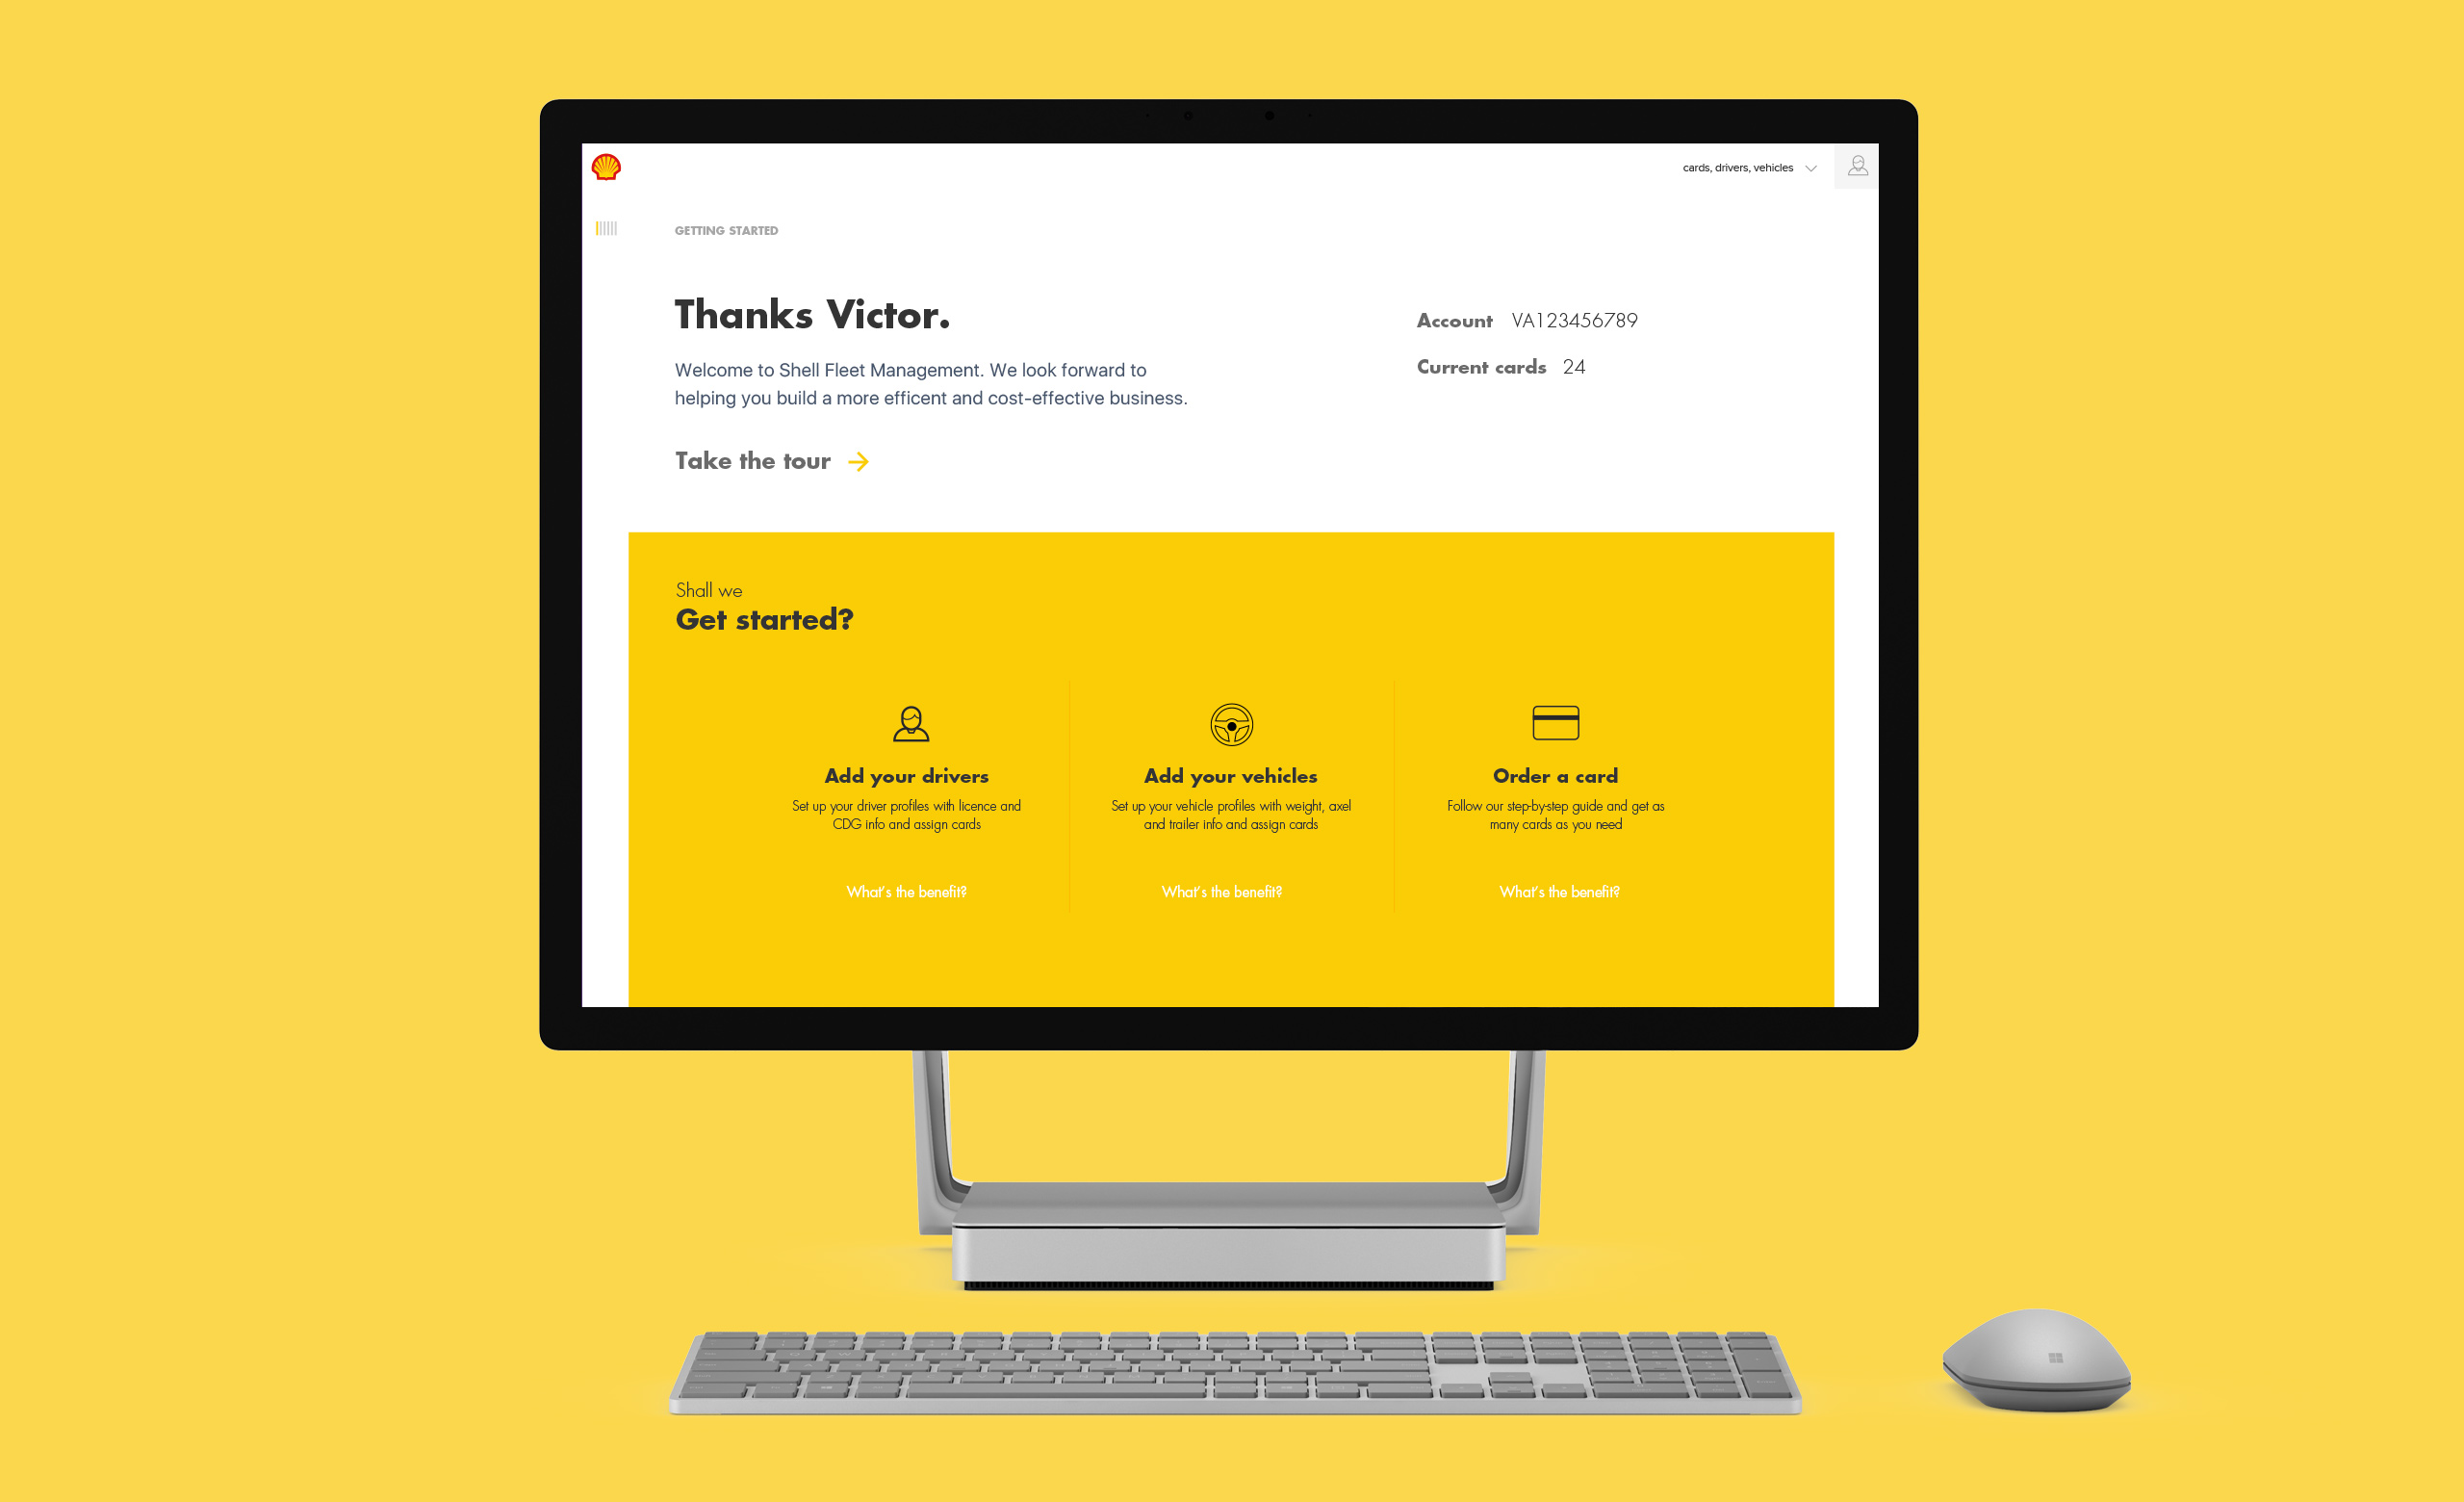 cards, drivers, vehicles
GETTING STARTED
Thanks Victor.
Account VA123456789
Welcome to Shell Fleet Management. We look forward to
helping you build a more efficent and cost-effective business.
Current cards 24
Take the tour
Shall we
Get started?
Add your drivers
Set up your driver profiles with licence and
CDG info and assign cards
What's the benefit?
Add your vehicles
Set up your vehicle profiles with weight, axel
and trailer info and assign cards
What's the benefit?
Order a card
Follow our step-by-step guide and get as
many cards as you need
What's the benefit?